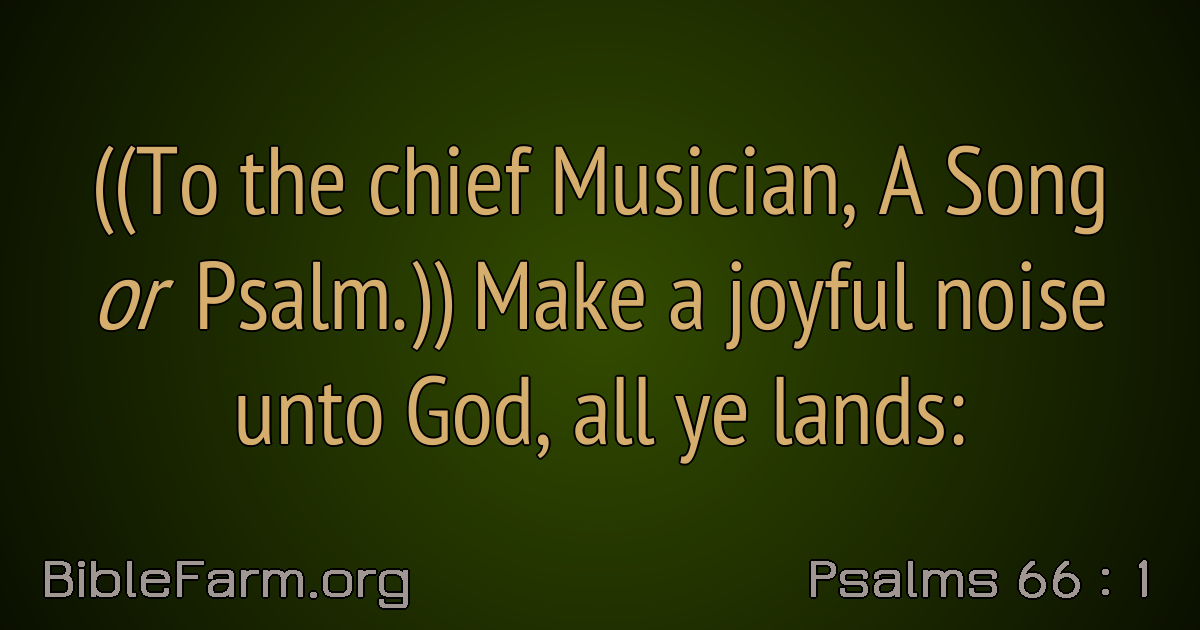 ((To the chief Musician, A Song
or Psalm.)) Make a joyful noise
unto God, all ye lands:
BibleFarm.org
Psalms 66 : 1